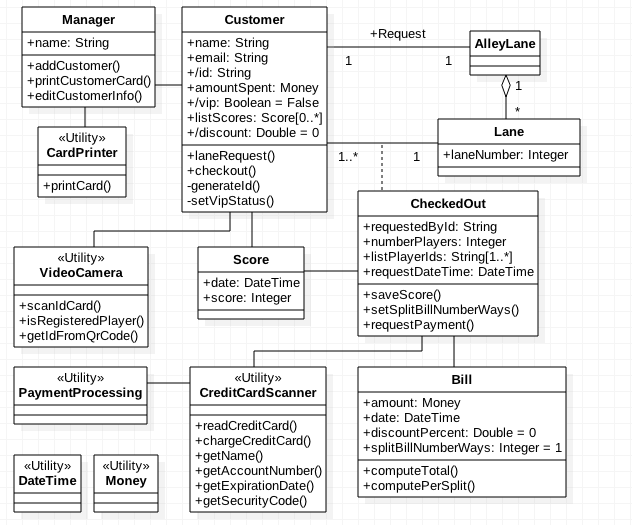 Manager
+name: String
+addCustomer()
+printCustomerCard()
+editCustomerInfo()
Customer
+name: String
+email: String
+/id: String
+amountSpent: Money
+/vip: Boolean = False
+listScores: Score[0..*]
+/discount: Double = 0
+laneRequest()
+checkout()
-generateId()
-setVipStatus()
+Request
1
1
AlleyLane
1
*
Lane
+laneNumber: Integer
1..*
1
«Utility»
CardPrinter
+printCard()
CheckedOut
+requestedById: String
+numberPlayers: Integer
+listPlayerIds: String[1..*]
+requestDateTime: DateTime
+saveScore()
+setSplitBillNumberWays()
+requestPayment()
«Utility»
VideoCamera
+scanIdCard()
+isRegisteredPlayer()
+getIdFromQrCode()
Score
+date: DateTime
+score: Integer
«Utility»
PaymentProcessing
«Utility»
CreditCardScanner
+readCreditCard()
+chargeCreditCard()
+getName()
+getAccountNumber()
+getExpirationDate()
+getSecurityCode()
Bill
+amount: Money
+date: DateTime
+discountPercent: Double = 0
+splitBillNumberWays: Integer = 1
+computeTotal()
+computePerSplit()
«Utility»
DateTime
«Utility»
Money